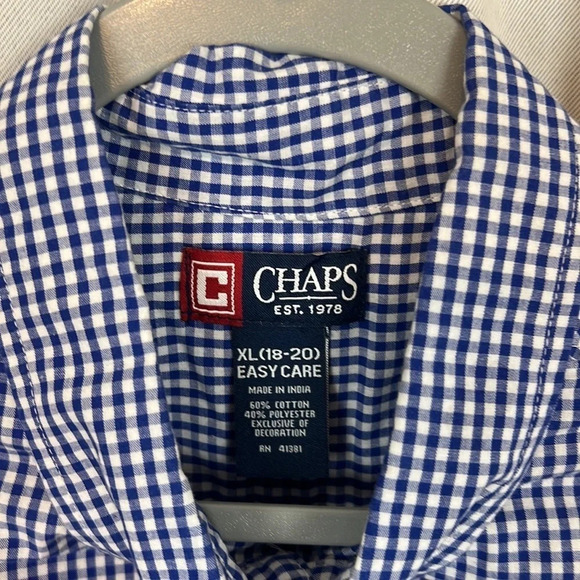 C CHAPS
EST. 1978
XL(18-20)
EASY CARE
MADE IN INDIA
60% COTTON
40% POLYESTER
EXCLUSIVE OF
DECORATION
RN 41381